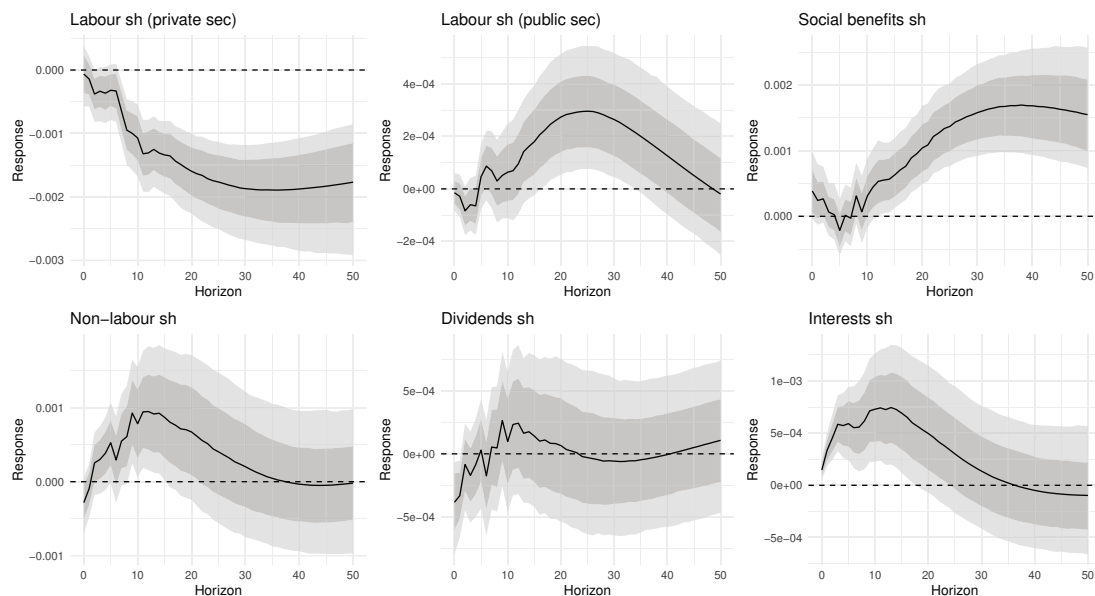 Labour sh (private sec)
0.000
−0.001
−0.002
−0.003
Response
0 10 20 30 40 50
Horizon
Labour sh (public sec)
4e−04
2e−04
0e+00
−2e−04
Response
0 10 20 30 40 50
Horizon
Social benefits sh
0.002
0.001
0.000
Response
0 10 20 30 40 50
Horizon
Non−labour sh
0.001
0.000
−0.001
Response
0 10 20 30 40 50
Horizon
Dividends sh
5e−04
0e+00
−5e−04
Response
0 10 20 30 40 50
Horizon
Interests sh
1e−03
5e−04
0e+00
−5e−04
Response
0 10 20 30 40 50
Horizon